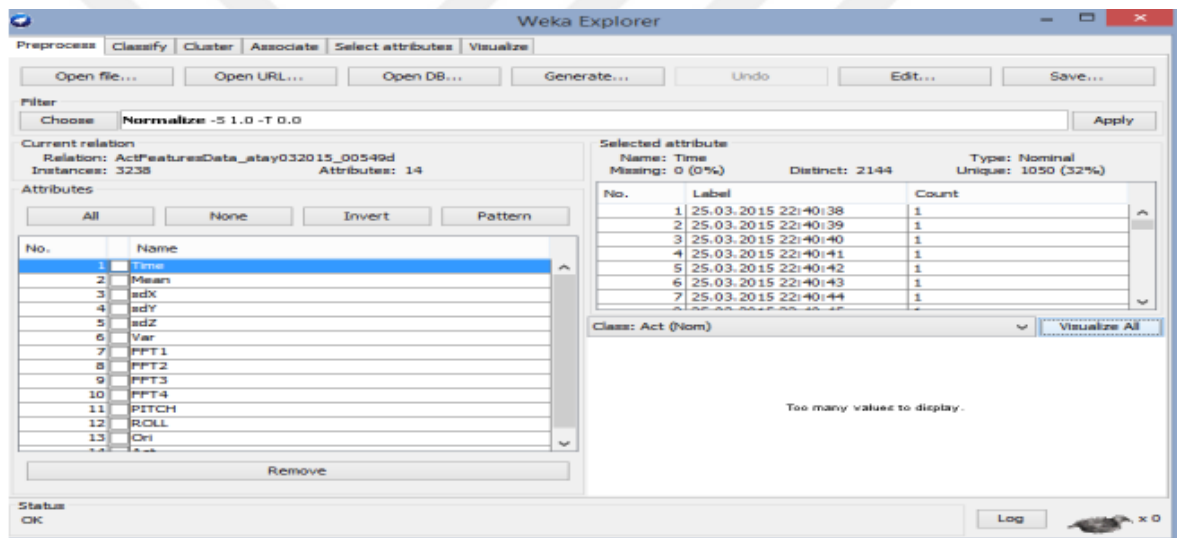 Weka Explorer
Preprocess Classify Cluster Associate Select attributes Visualize
Open file... Open URL... Open DB... Generate... Undo Edit... Save...
Filter
Choose Normalize -S 1.0 -T 0.0 Apply
Current relation
Relation: ActFeaturesData_atay032015_00549d
Instances: 3238 Attributes: 14
Attributes
All None Invert Pattern
No. Name
1 Time
2 Mean
3 sdX
4 sdY
5 sdZ
6 Var
7 FFT1
8 FFT2
9 FFT3
10 FFT4
11 PITCH
12 ROLL
13 Ori
14 Act
Remove
Selected attribute
Name: Time Type: Nominal
Missing: 0 (0%) Distinct: 2144 Unique: 1050 (32%)
No. Label Count
1 25.03.2015 22:40:38 1
2 25.03.2015 22:40:39 1
3 25.03.2015 22:40:40 1
4 25.03.2015 22:40:41 1
5 25.03.2015 22:40:42 1
6 25.03.2015 22:40:43 1
7 25.03.2015 22:40:44 1
Class: Act (Nom) Visualize All
Too many values to display.
Status
OK Log x 0